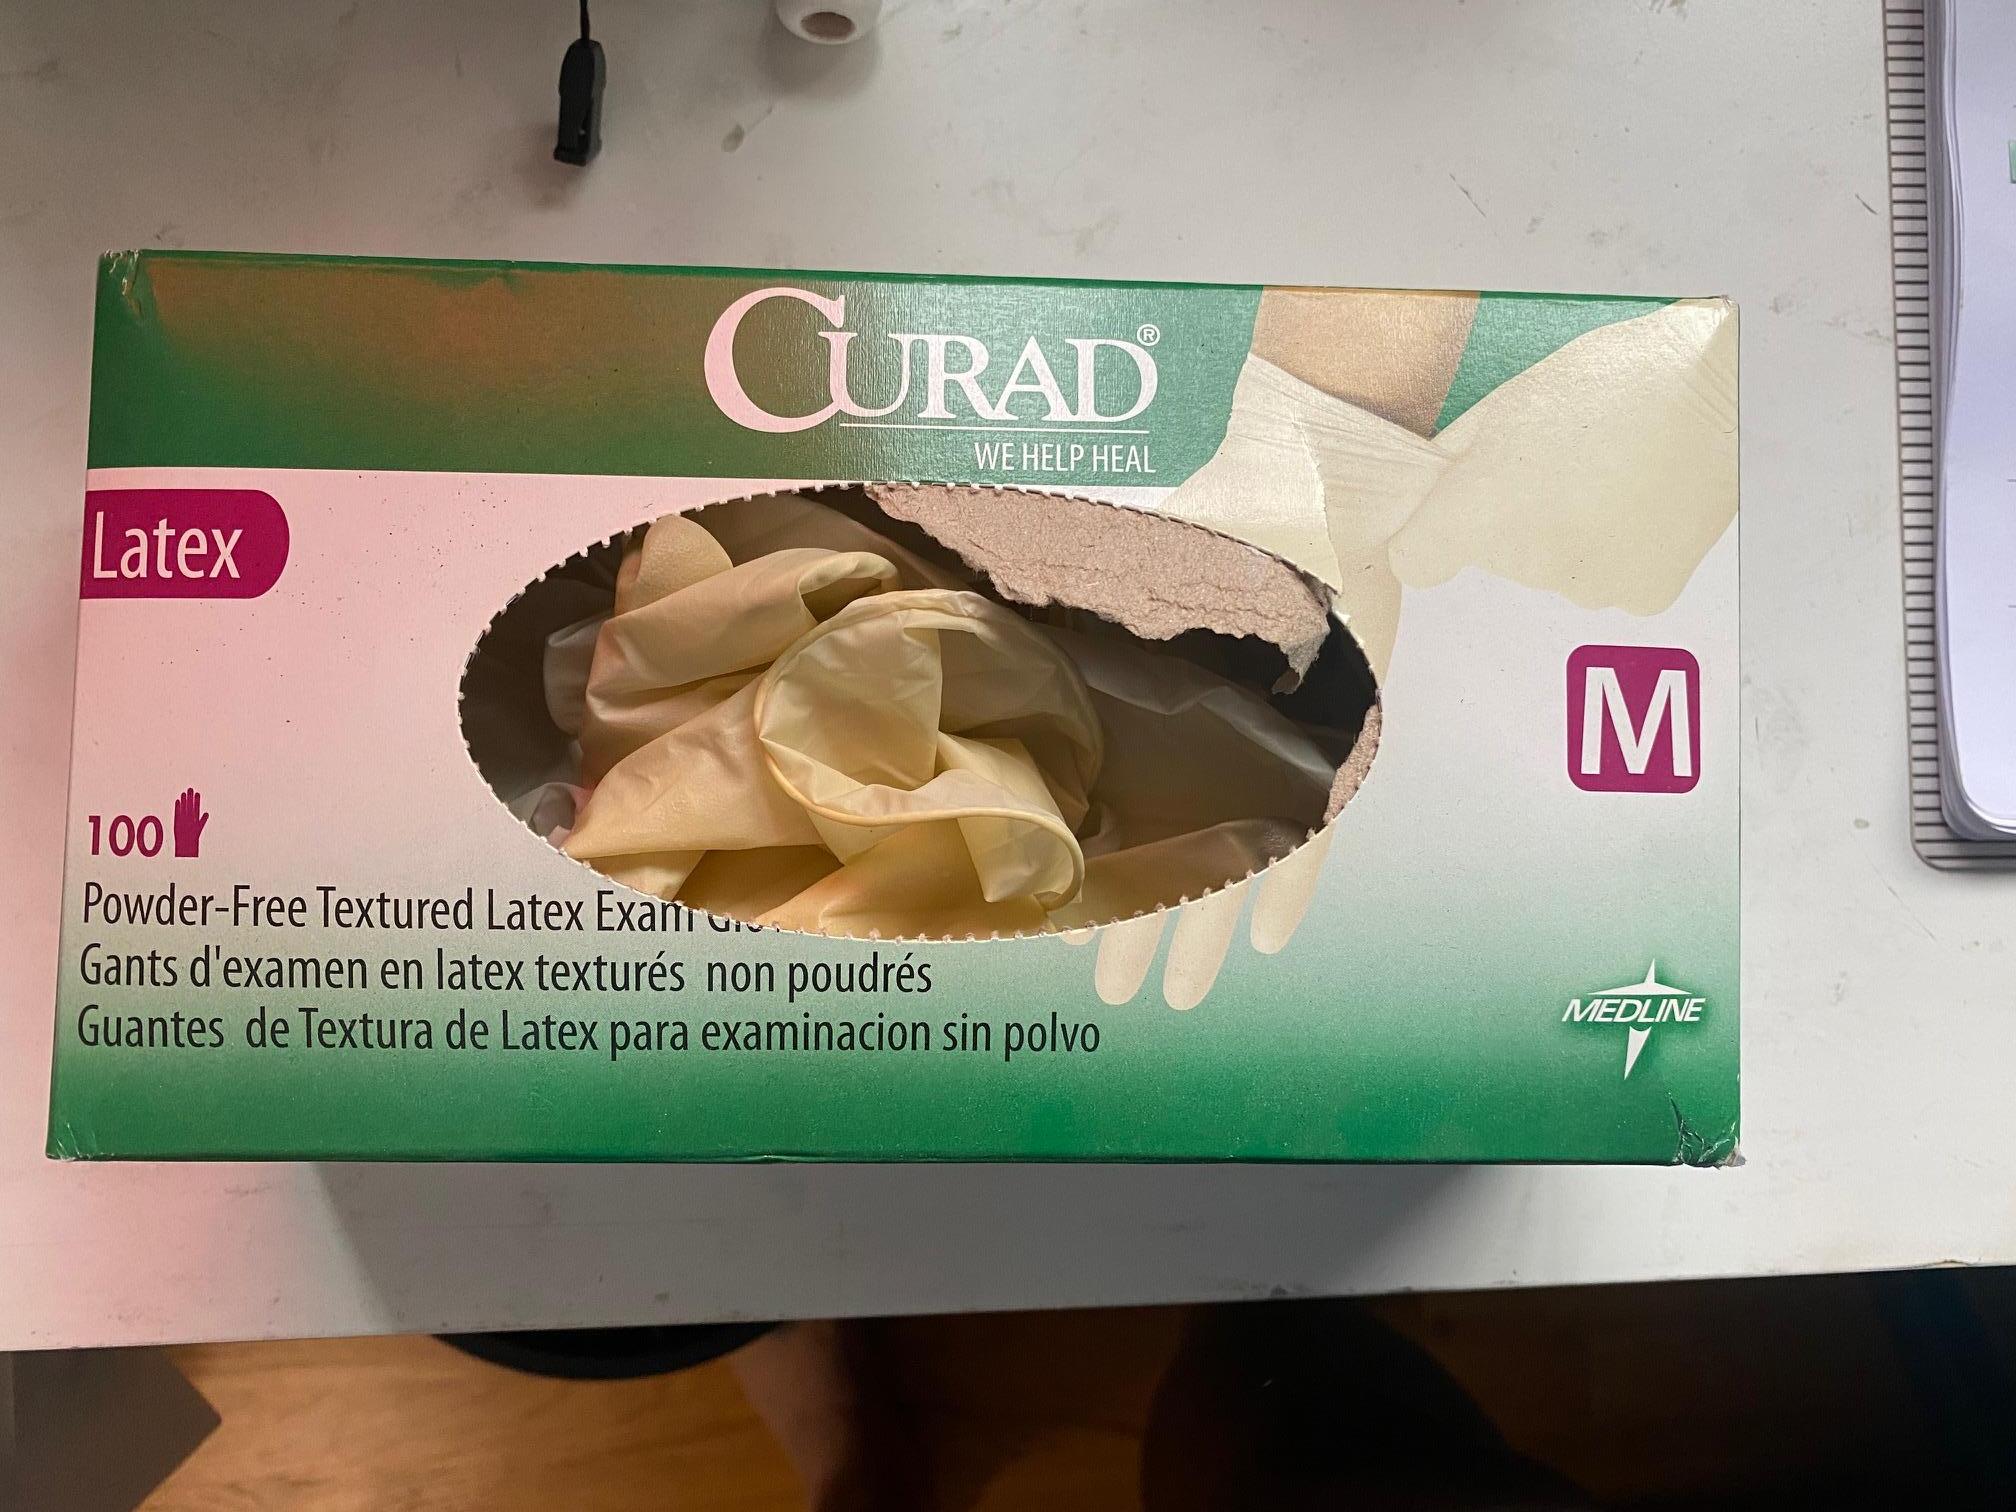 CURAD®
WE HELP HEAL
Latex
M
100
Powder-Free Textured Latex Exam
Gants d'examen en latex texturés non poudrés
Guantes de Textura de Latex para examinacion sin polvo
MEDLINE